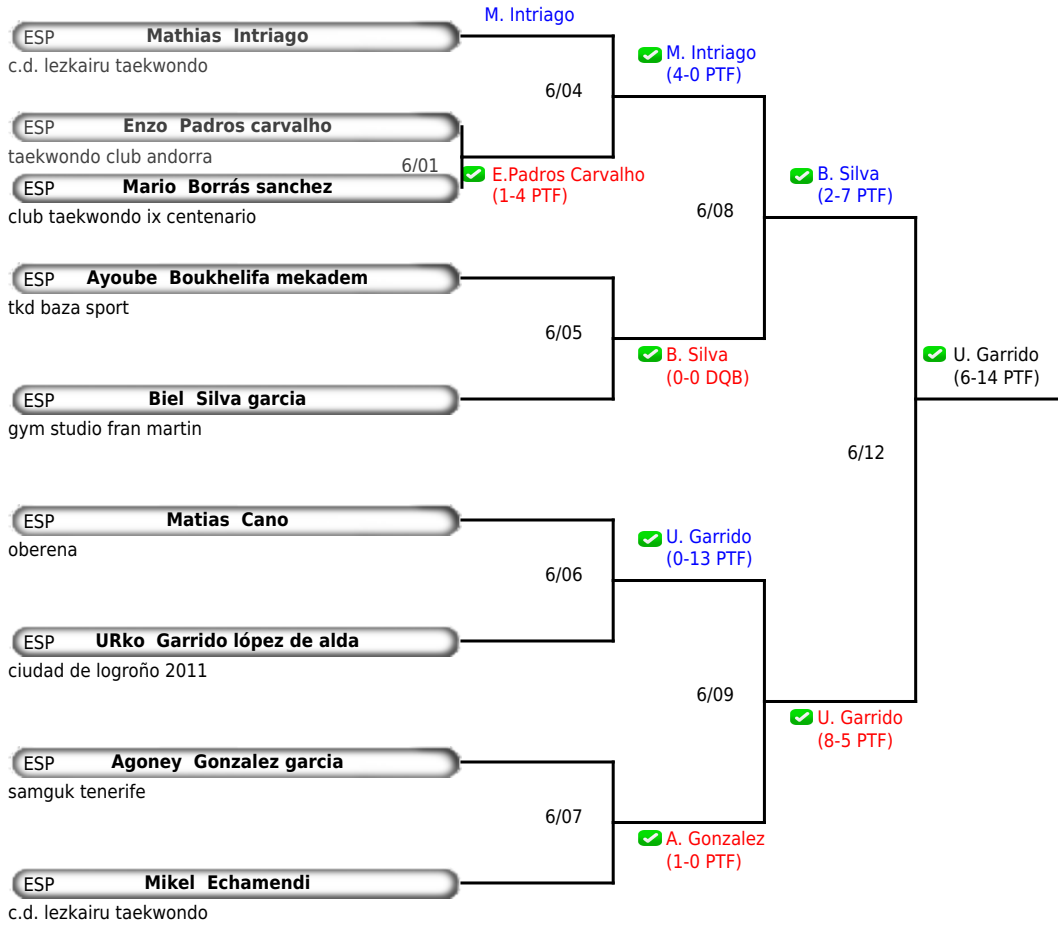 M. Intriago
ESP Mathias Intriago
c.d. lezkairu taekwondo
M. Intriago
(4-0 PTF)
6/04
ESP Enzo Padros carvalho
taekwondo club andorra
6/01
E.Padros Carvalho
(1-4 PTF)
ESP Mario Borrás sanchez
club taekwondo ix centenario
B. Silva
(2-7 PTF)
6/08
ESP Ayoube Boukhelifa mekadem
tkd baza sport
6/05
B. Silva
(0-0 DQB)
U. Garrido
(6-14 PTF)
ESP Biel Silva garcia
gym studio fran martin
6/12
ESP Matias Cano
oberena
U. Garrido
(0-13 PTF)
6/06
ESP URko Garrido lópez de alda
ciudad de logroño 2011
6/09
U. Garrido
(8-5 PTF)
ESP Agoney Gonzalez garcia
samguk tenerife
6/07
A. Gonzalez
(1-0 PTF)
ESP Mikel Echamendi
c.d. lezkairu taekwondo